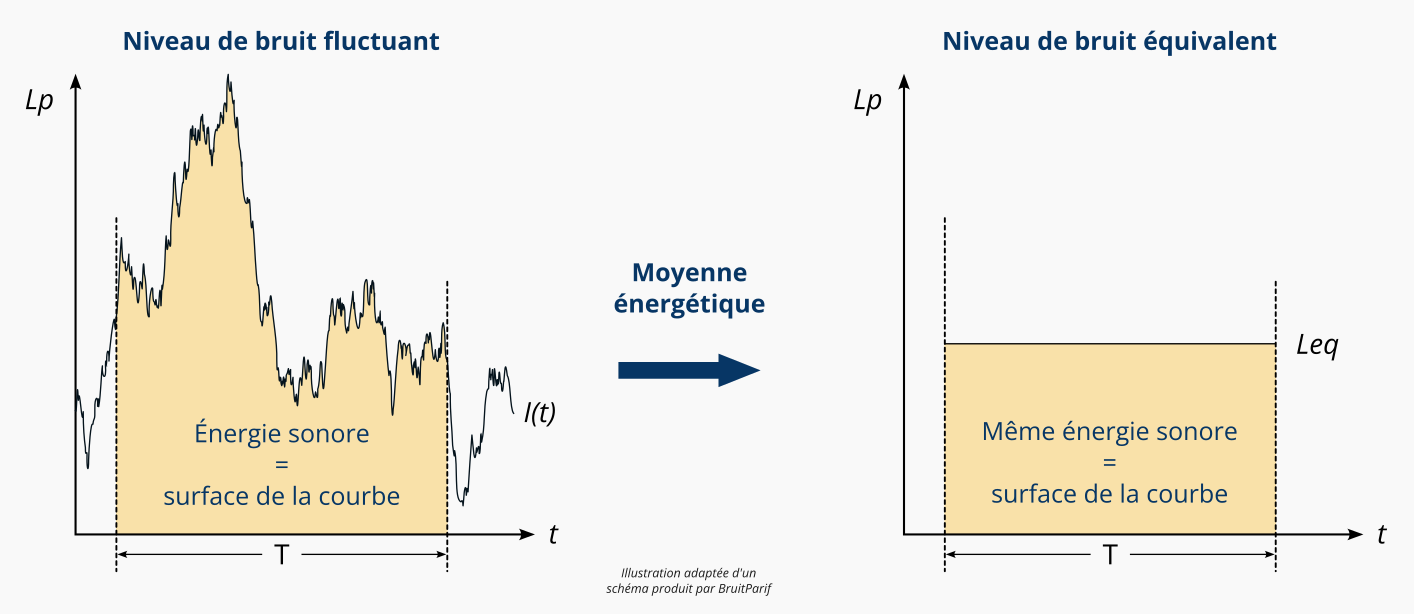 Niveau de bruit fluctuant
Lp
l(t)
Énergie sonore
=
surface de la courbe
t
T
Moyenne
énergétique
Illustration adaptée d'un
schéma produit par BruitParif
Niveau de bruit équivalent
Lp
Leq
Même énergie sonore
=
surface de la courbe
t
T